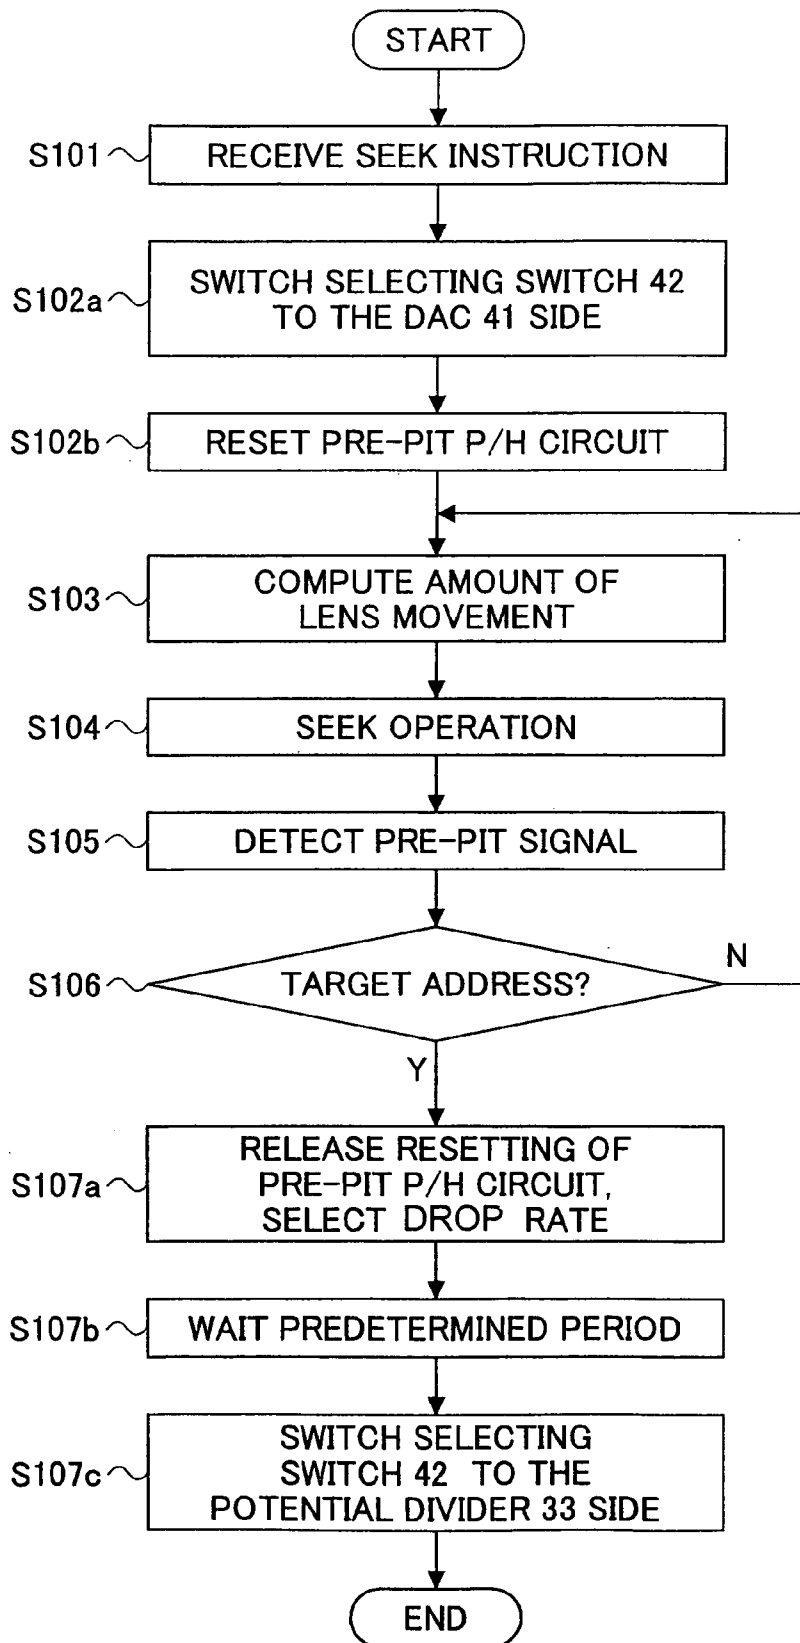 START
S101
RECEIVE SEEK INSTRUCTION
S102a
SWITCH SELECTING SWITCH 42
TO THE DAC 41 SIDE
S102b
RESET PRE-PIT P/H CIRCUIT
S103
COMPUTE AMOUNT OF
LENS MOVEMENT
S104
SEEK OPERATION
S105
DETECT PRE-PIT SIGNAL
S106
TARGET ADDRESS?
N
Y
S107a
RELEASE RESETTING OF
PRE-PIT P/H CIRCUIT,
SELECT DROP RATE
S107b
WAIT PREDETERMINED PERIOD
S107c
SWITCH SELECTING
SWITCH 42 TO THE
POTENTIAL DIVIDER 33 SIDE
END